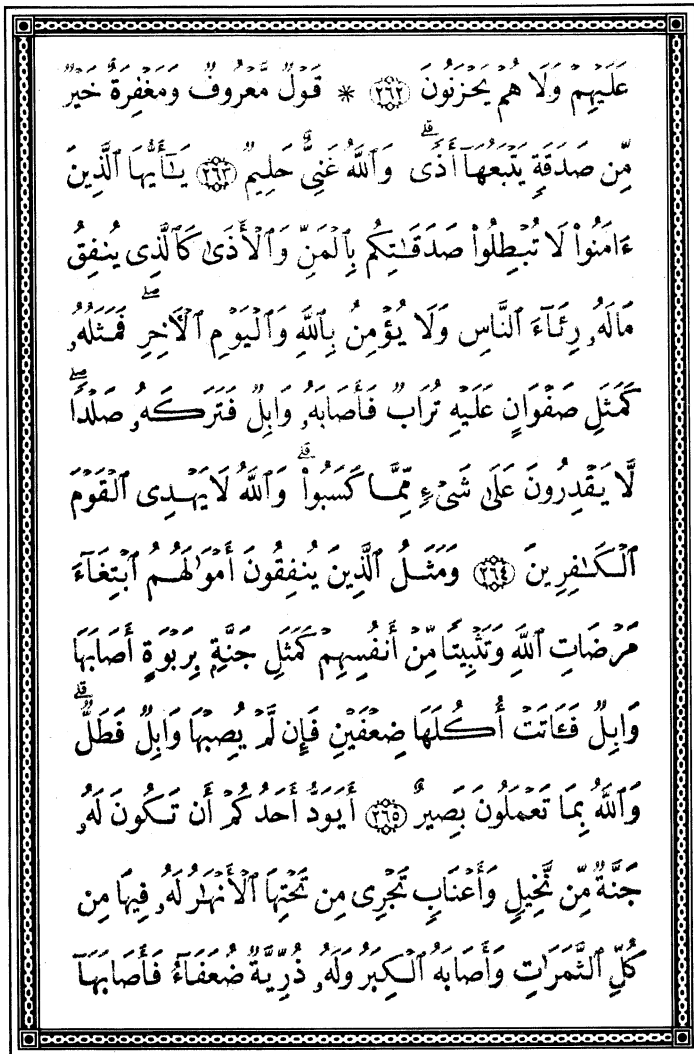 عَلَيْهِمْ وَلَا هُمْ يَحْزَنُونَ ٢٦٢ * قَوْلٌ مَّعْرُوفٌ وَمَغْفِرَةٌ خَيْرٌ
مِّن صَدَقَةٍ يَتْبَعُهَآ أَذًى ۗ وَٱللَّهُ غَنِيٌّ حَلِيمٌ ٢٦٣ يَـٰٓأَيُّهَا ٱلَّذِينَ
ءَامَنُوا۟ لَا تُبْطِلُوا۟ صَدَقَـٰتِكُم بِٱلْمَنِّ وَٱلْأَذَىٰ كَٱلَّذِى يُنفِقُ
مَالَهُۥ رِئَآءَ ٱلنَّاسِ وَلَا يُؤْمِنُ بِٱللَّهِ وَٱلْيَوْمِ ٱلْـَٔاخِرِ ۖ فَمَثَلُهُۥ
كَمَثَلِ صَفْوَانٍ عَلَيْهِ تُرَابٌ فَأَصَابَهُۥ وَابِلٌ فَتَرَكَهُۥ صَلْدًا ۖ
لَّا يَقْدِرُونَ عَلَىٰ شَىْءٍ مِّمَّا كَسَبُوا۟ ۗ وَٱللَّهُ لَا يَهْدِى ٱلْقَوْمَ
ٱلْكَـٰفِرِينَ ٢٦٤ وَمَثَلُ ٱلَّذِينَ يُنفِقُونَ أَمْوَٰلَهُمُ ٱبْتِغَآءَ
مَرْضَاتِ ٱللَّهِ وَتَثْبِيتًا مِّنْ أَنفُسِهِمْ كَمَثَلِ جَنَّةٍۭ بِرَبْوَةٍ أَصَابَهَا
وَابِلٌ فَـَٔاتَتْ أُكُلَهَا ضِعْفَيْنِ فَإِن لَّمْ يُصِبْهَا وَابِلٌ فَطَلٌّ ۗ
وَٱللَّهُ بِمَا تَعْمَلُونَ بَصِيرٌ ٢٦٥ أَيَوَدُّ أَحَدُكُمْ أَن تَكُونَ لَهُۥ
جَنَّةٌ مِّن نَّخِيلٍ وَأَعْنَابٍ تَجْرِى مِن تَحْتِهَا ٱلْأَنْهَـٰرُ لَهُۥ فِيهَا مِن
كُلِّ ٱلثَّمَرَٰتِ وَأَصَابَهُ ٱلْكِبَرُ وَلَهُۥ ذُرِّيَّةٌ ضُعَفَآءُ فَأَصَابَهَآ